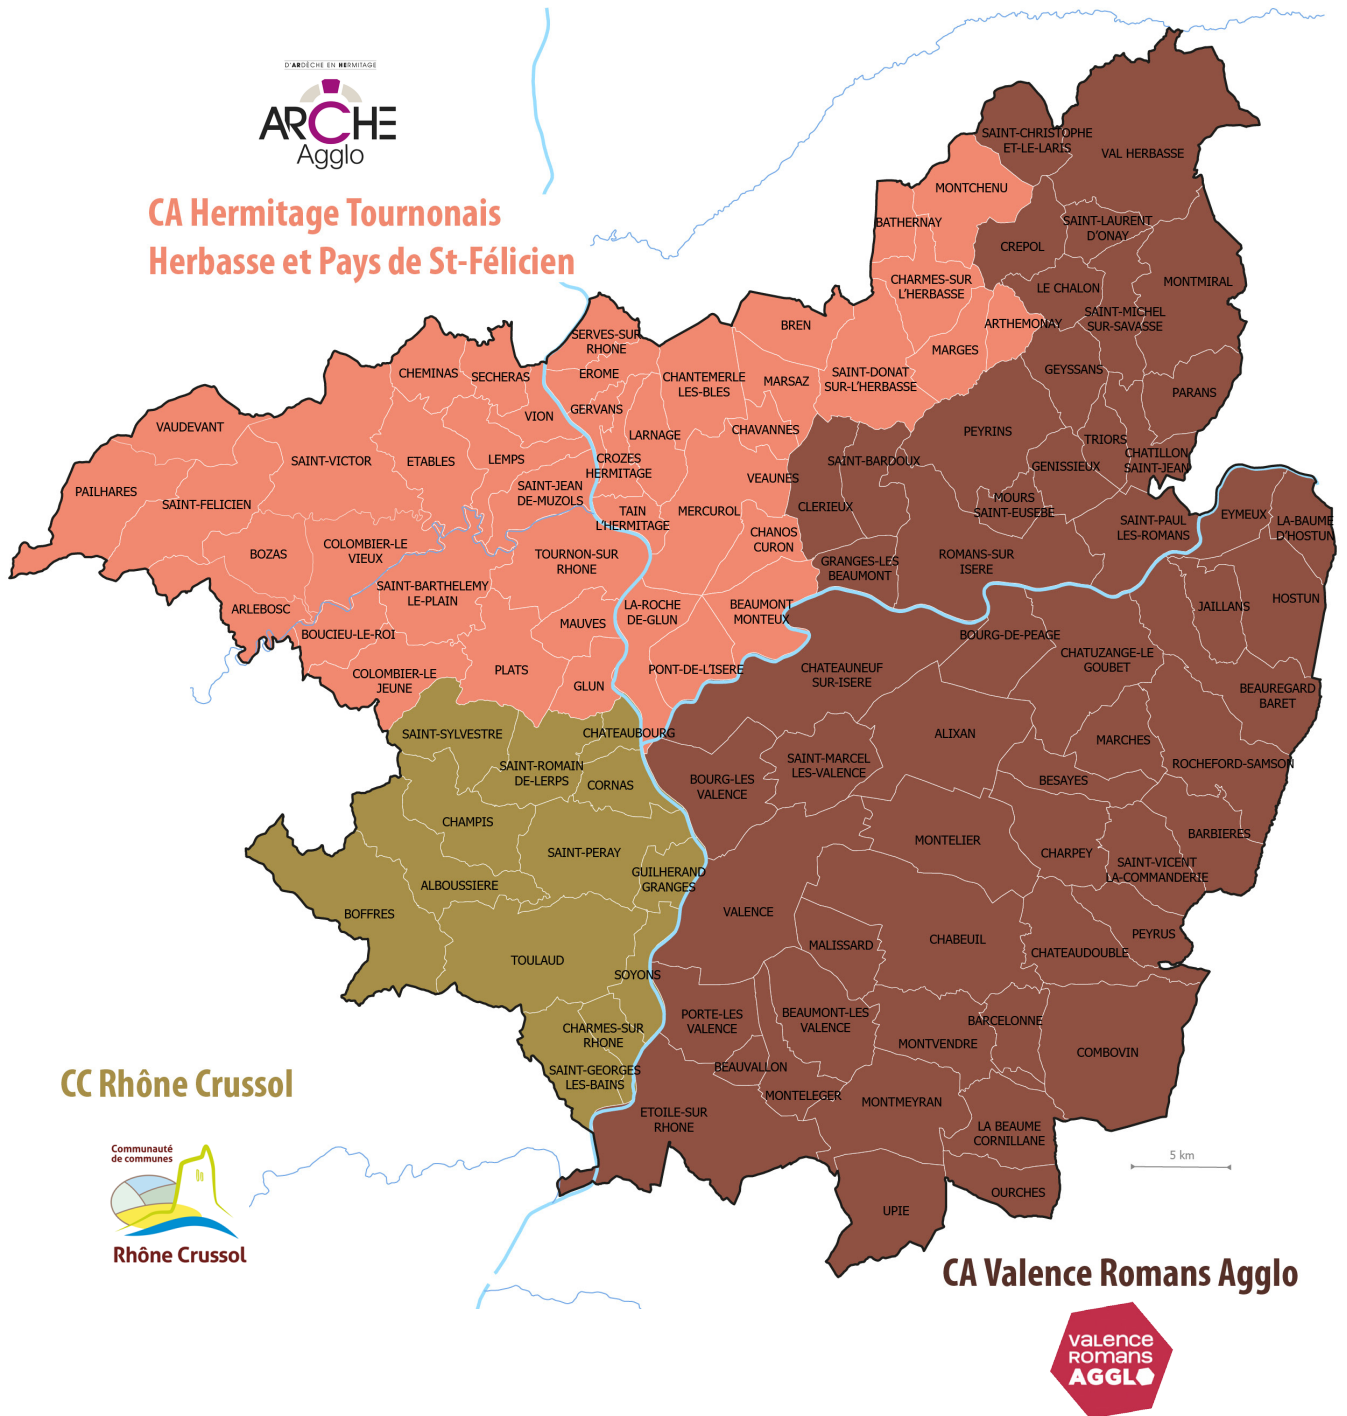 D'ARDÈCHE EN HERMITAGE
ARCHE
Agglo
CA Hermitage Tournonais
Herbasse et Pays de St-Félicien
SAINT-CHRISTOPHE
ET-LE-LARIS
VAL HERBASSE
MONTCHENU
BATHERNAY
SAINT-LAURENT
D'ONAY
CREPOL
CHARMES-SUR
L'HERBASSE
LE CHALON
MONTMIRAL
SAINT-MICHEL
SUR-SAVASSE
ARTHEMONAY
BREN
SERVES-SUR
RHONE
MARGES
GEYSSANS
CHEMINAS
SECHERAS
EROME
CHANTEMERLE
LES-BLES
MARSAZ
SAINT-DONAT
SUR-L'HERBASSE
PARANS
VION
GERVANS
VAUDEVANT
LARNAGE
CHAVANNES
PEYRINS
TRIORS
CHATILLON
SAINT-JEAN
SAINT-VICTOR
ETABLES
LEMPS
CROZES
HERMITAGE
SAINT-BARDOUX
GENISSIEUX
PAILHARES
SAINT-FELICIEN
SAINT-JEAN
DE-MUZOLS
VEAUNES
CLERIEUX
MOURS
SAINT-EUSEBE
TAIN
L'HERMITAGE
MERCUROL
SAINT-PAUL
LES-ROMANS
EYMEUX
LA-BAUME
D'HOSTUN
CHANOS
CURON
BOZAS
COLOMBIER-LE
VIEUX
TOURNON-SUR
RHONE
GRANGES-LES
BEAUMONT
ROMANS-SUR
ISERE
SAINT-BARTHELEMY
LE-PLAIN
ARLEBOSC
LA-ROCHE
DE-GLUN
BEAUMONT
MONTEUX
JAILLANS
HOSTUN
BOUCIEU-LE-ROI
MAUVES
BOURG-DE-PEAGE
CHATUZANGE-LE
GOUBET
COLOMBIER-LE
JEUNE
PLATS
GLUN
PONT-DE-L'ISERE
CHATEAUNEUF
SUR-ISERE
BEAUREGARD
BARET
SAINT-SYLVESTRE
CHATEAUBOURG
ALIXAN
MARCHES
SAINT-ROMAIN
DE-LERPS
CORNAS
BOURG-LES
VALENCE
SAINT-MARCEL
LES-VALENCE
BESAYES
ROCHEFORD-SAMSON
CHAMPIS
SAINT-PERAY
MONTELIER
CHARPEY
BARBIERES
SAINT-VICENT
LA-COMMANDERIE
ALBOUSSIERE
GUILHERAND
GRANGES
BOFFRES
VALENCE
MALISSARD
CHABEUIL
CHATEAUDOUBLE
PEYRUS
TOULAUD
SOYONS
CHARMES-SUR
RHONE
PORTE-LES
VALENCE
BEAUMONT-LES
VALENCE
BARCELONNE
MONTVENDRE
COMBOVIN
SAINT-GEORGES
LES-BAINS
BEAUVALLON
MONTELEGER
MONTMEYRAN
ETOILE-SUR
RHONE
LA BEAUME
CORNILLANE
OURCHES
UPIE
5 km
CC Rhône Crussol
Communauté
de communes
Rhône Crussol
CA Valence Romans Agglo
VALENCE
ROMANS
AGGLO